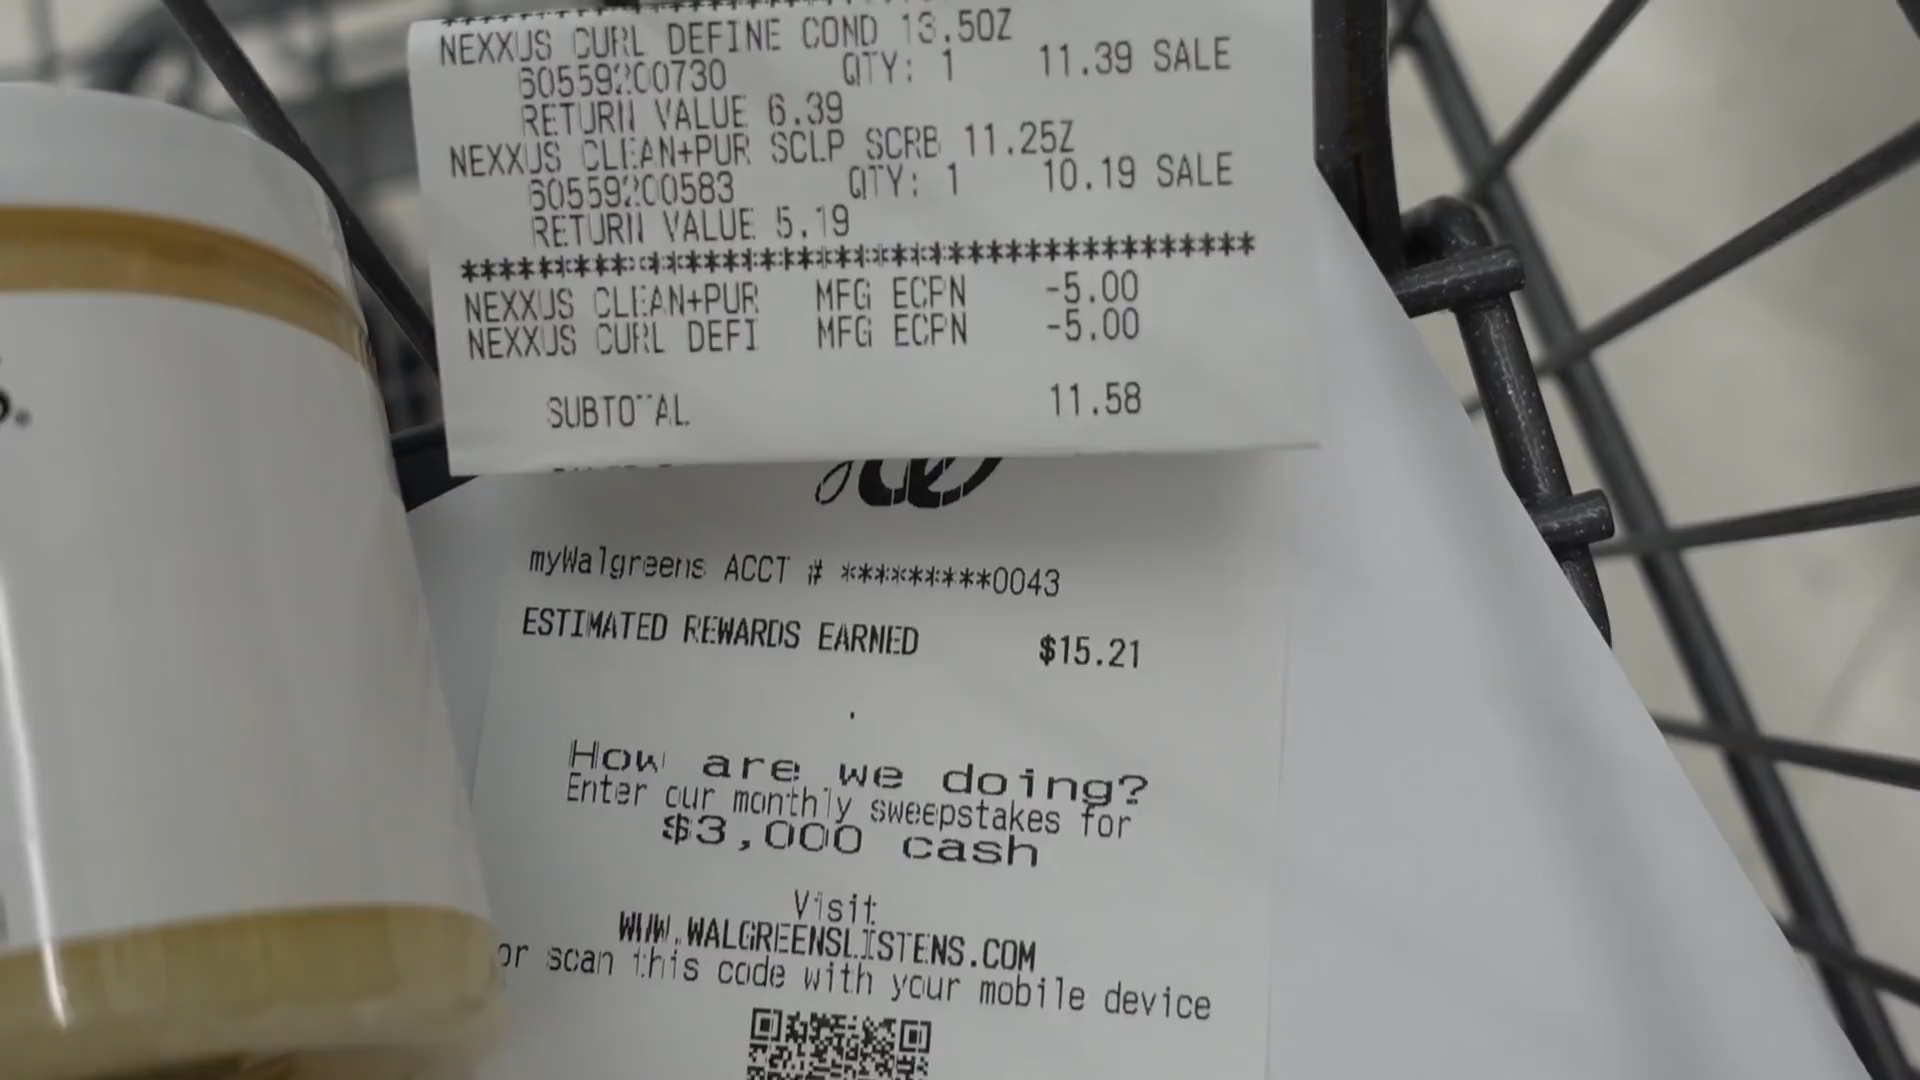 NEXXUS CURL DEFINE COND 13.5OZ
60559200730 QTY: 1 11.39 SALE
RETURN VALUE 6.39
NEXXUS CLEAN+PUR SCLP SCRB 11.25Z
60559200583 QTY: 1 10.19 SALE
RETURN VALUE 5.19
NEXXUS CLEAN+PUR MFG ECPN -5.00
NEXXUS CURL DEFI MFG ECPN -5.00
SUBTOTAL 11.58
myWalgreens ACCT # *********0043
ESTIMATED REWARDS EARNED $15.21
How are we doing?
Enter our monthly sweepstakes for
$3,000 cash
Visit
WWW.WALGREENSLISTENS.COM
or scan this code with your mobile device